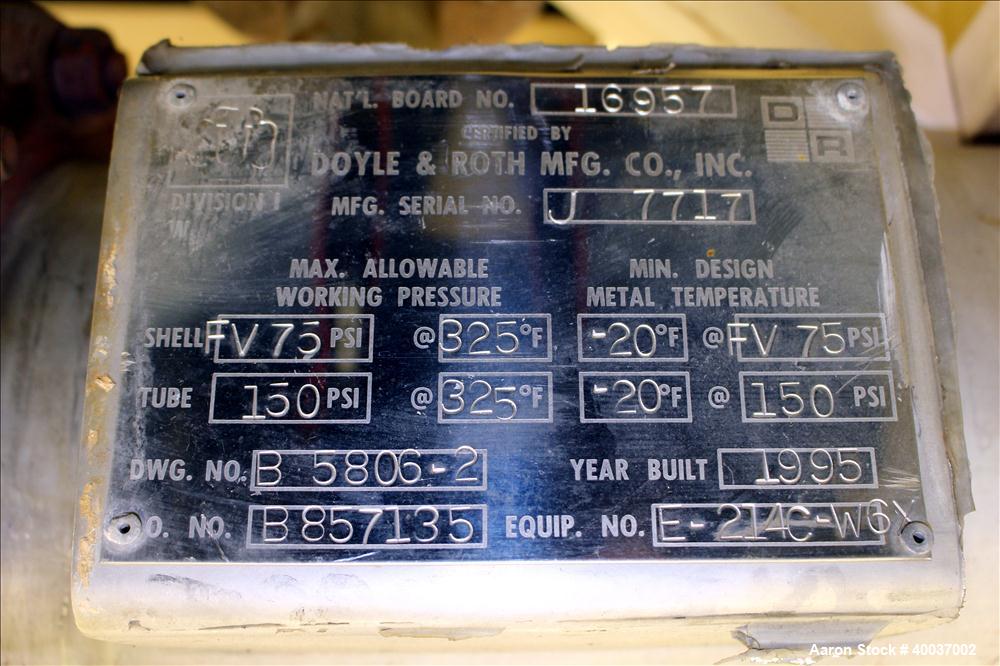 NAT'L. BOARD NO. 16957
D
R
CERTIFIED BY
DOYLE & ROTH MFG. CO., INC.
DIVISION I
W
MFG. SERIAL NO. J 7717
MAX. ALLOWABLE WORKING PRESSURE
MIN. DESIGN METAL TEMPERATURE
SHELL FV 75 PSI @ 325°F -20°F @ FV 75 PSI
TUBE 150 PSI @ 325°F -20°F @ 150 PSI
DWG. NO. B 5806-2 YEAR BUILT 1995
O. NO. B857135 EQUIP. NO. E-214C-W6
Aaron Stock # 40037002